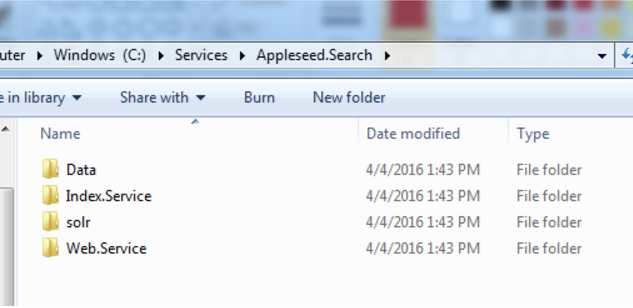 uter ▸ Windows (C:) ▸ Services ▸ Appleseed.Search ▸
e in library ▼ Share with ▼ Burn New folder
Name Date modified Type
Data 4/4/2016 1:43 PM File folder
Index.Service 4/4/2016 1:43 PM File folder
solr 4/4/2016 1:43 PM File folder
Web.Service 4/4/2016 1:43 PM File folder